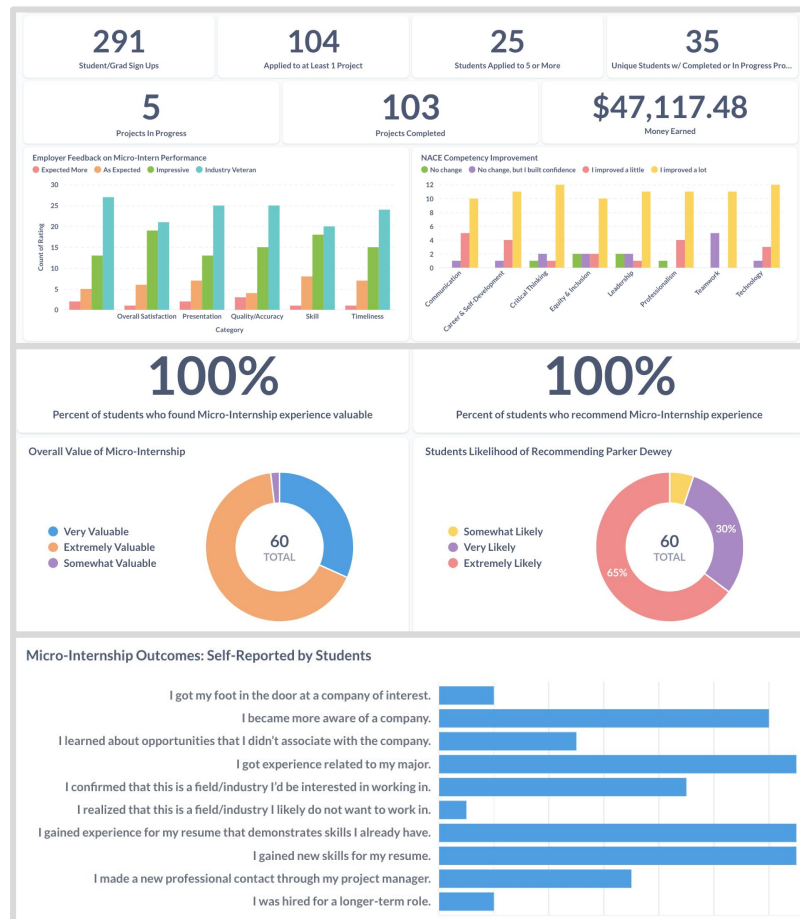 291
Student/Grad Sign Ups
104
Applied to at Least 1 Project
25
Students Applied to 5 or More
35
Unique Students w/ Completed or In Progress Pro...
5
Projects In Progress
103
Projects Completed
$47,117.48
Money Earned
Employer Feedback on Micro-Intern Performance
Expected More As Expected Impressive Industry Veteran
Count of Rating
30
25
20
15
10
5
0
Overall Satisfaction Presentation Quality/Accuracy Skill Timeliness
Category
NACE Competency Improvement
No change No change, but I built confidence I improved a little I improved a lot
12
10
8
6
4
2
0
Communication
Career & Self-Development
Critical Thinking
Equity & Inclusion
Leadership
Professionalism
Teamwork
Technology
100%
Percent of students who found Micro-Internship experience valuable
100%
Percent of students who recommend Micro-Internship experience
Overall Value of Micro-Internship
Very Valuable
Extremely Valuable
Somewhat Valuable
60
TOTAL
Students Likelihood of Recommending Parker Dewey
Somewhat Likely
Very Likely
Extremely Likely
60
TOTAL
30%
65%
Micro-Internship Outcomes: Self-Reported by Students
I got my foot in the door at a company of interest.
I became more aware of a company.
I learned about opportunities that I didn't associate with the company.
I got experience related to my major.
I confirmed that this is a field/industry I'd be interested in working in.
I realized that this is a field/industry I likely do not want to work in.
I gained experience for my resume that demonstrates skills I already have.
I gained new skills for my resume.
I made a new professional contact through my project manager.
I was hired for a longer-term role.